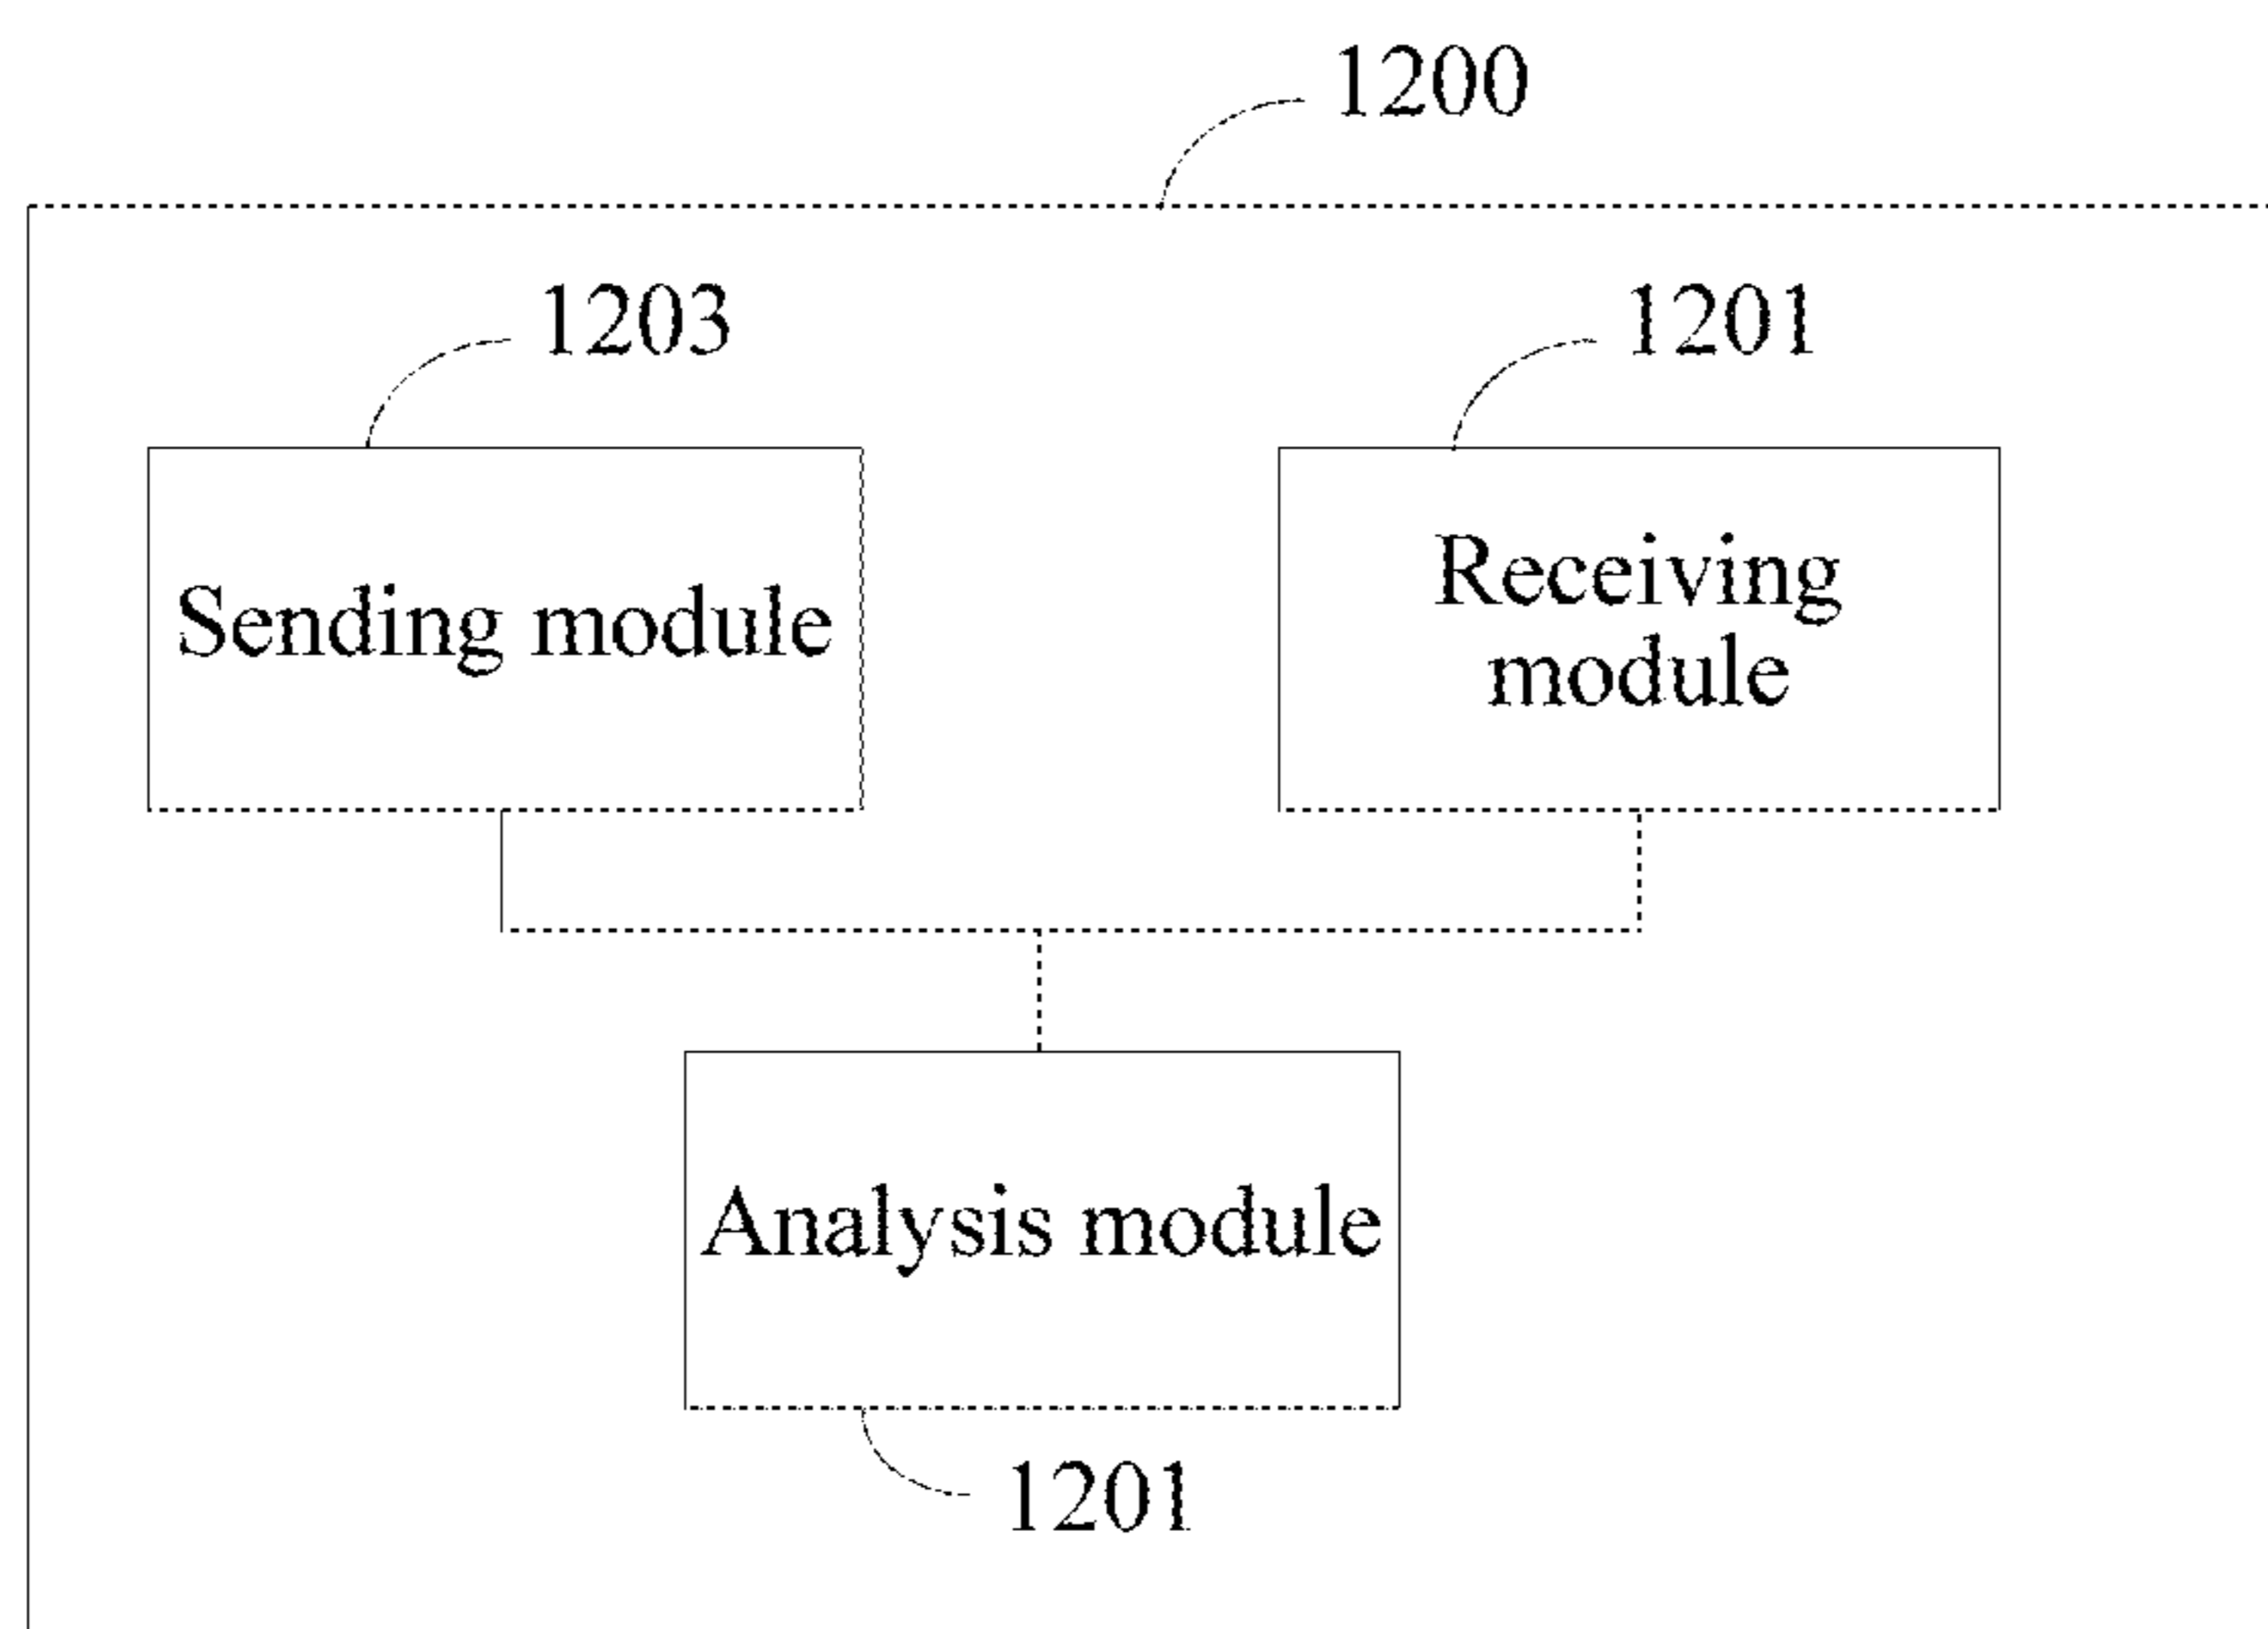 1200
1203
1201
Sending module
Receiving
module
Analysis module
1201